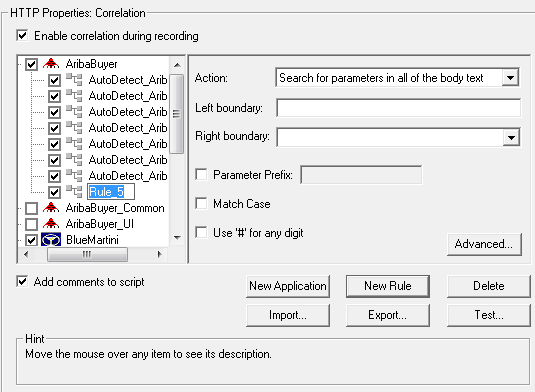 HTTP Properties: Correlation
Enable correlation during recording
AribaBuyer
AutoDetect_Arib
AutoDetect_Arib
AutoDetect_Arib
AutoDetect_Arib
AutoDetect_Arib
AutoDetect_Arib
AutoDetect_Arib
Rule_5
AribaBuyer_Common
AribaBuyer_UI
BlueMartini
Action: Search for parameters in all of the body text
Left boundary:
Right boundary:
Parameter Prefix:
Match Case
Use '#' for any digit
Advanced...
Add comments to script
New Application New Rule Delete
Import... Export... Test...
Hint
Move the mouse over any item to see its description.